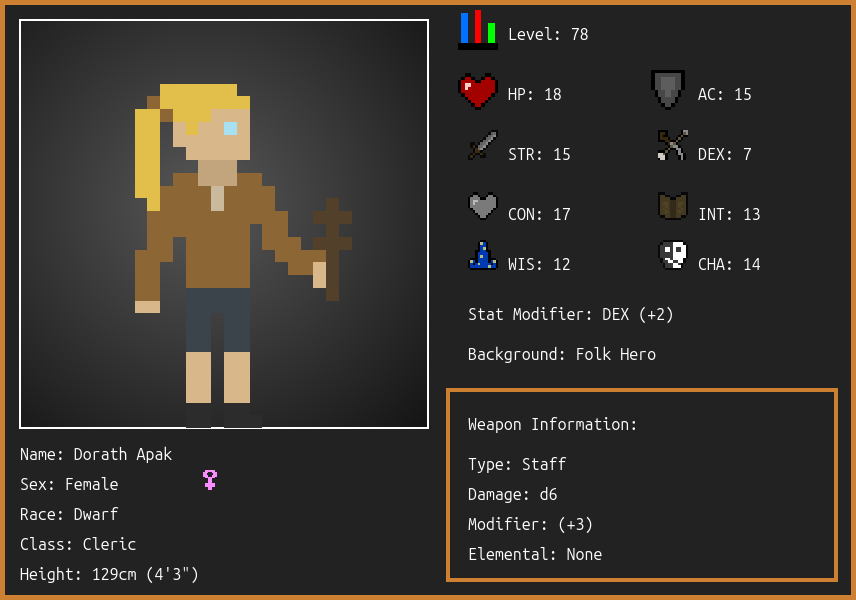 Level: 78
HP: 18
AC: 15
STR: 15
DEX: 7
CON: 17
INT: 13
WIS: 12
CHA: 14
Stat Modifier: DEX (+2)
Background: Folk Hero
Weapon Information:
Type: Staff
Damage: d6
Modifier: (+3)
Elemental: None
Name: Dorath Apak
Sex: Female
Race: Dwarf
Class: Cleric
Height: 129cm (4'3")